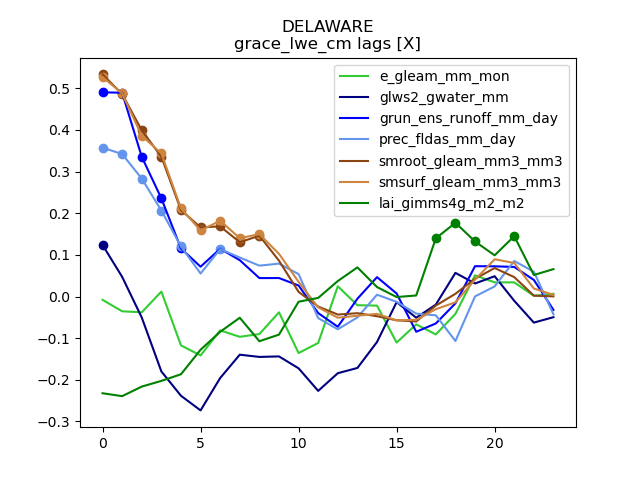 DELAWARE
grace_lwe_cm lags [X]
e_gleam_mm_mon
glws2_gwater_mm
grun_ens_runoff_mm_day
prec_fldas_mm_day
smroot_gleam_mm3_mm3
smsurf_gleam_mm3_mm3
lai_gimms4g_m2_m2
0.5
0.4
0.3
0.2
0.1
0.0
−0.1
−0.2
−0.3
0 5 10 15 20